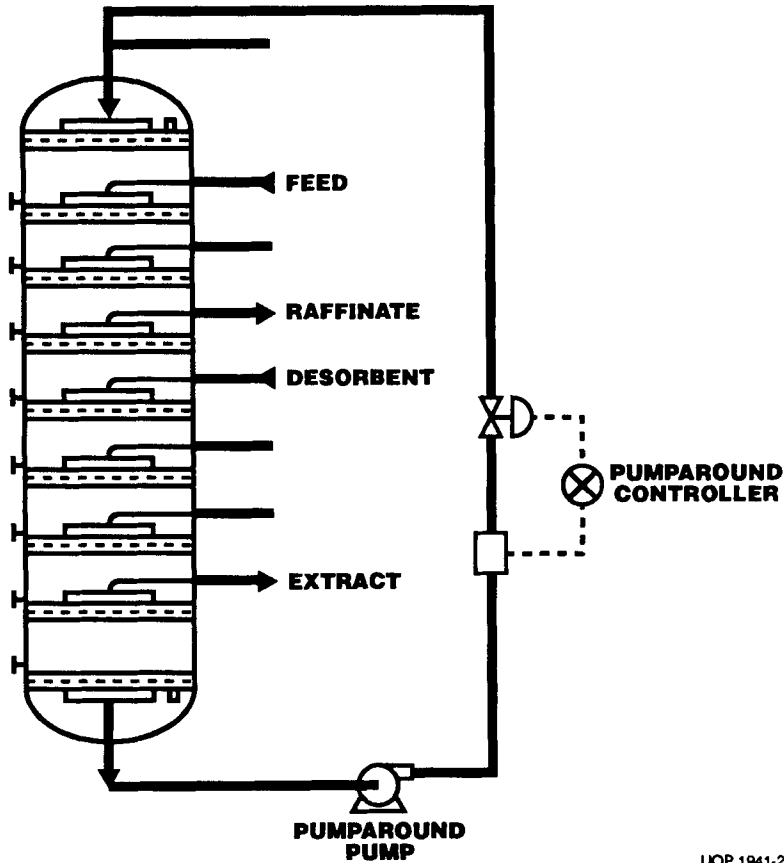 FEED
RAFFINATE
DESORBENT
PUMPAROUND
CONTROLLER
EXTRACT
PUMPAROUND
PUMP
UOP 1941-2